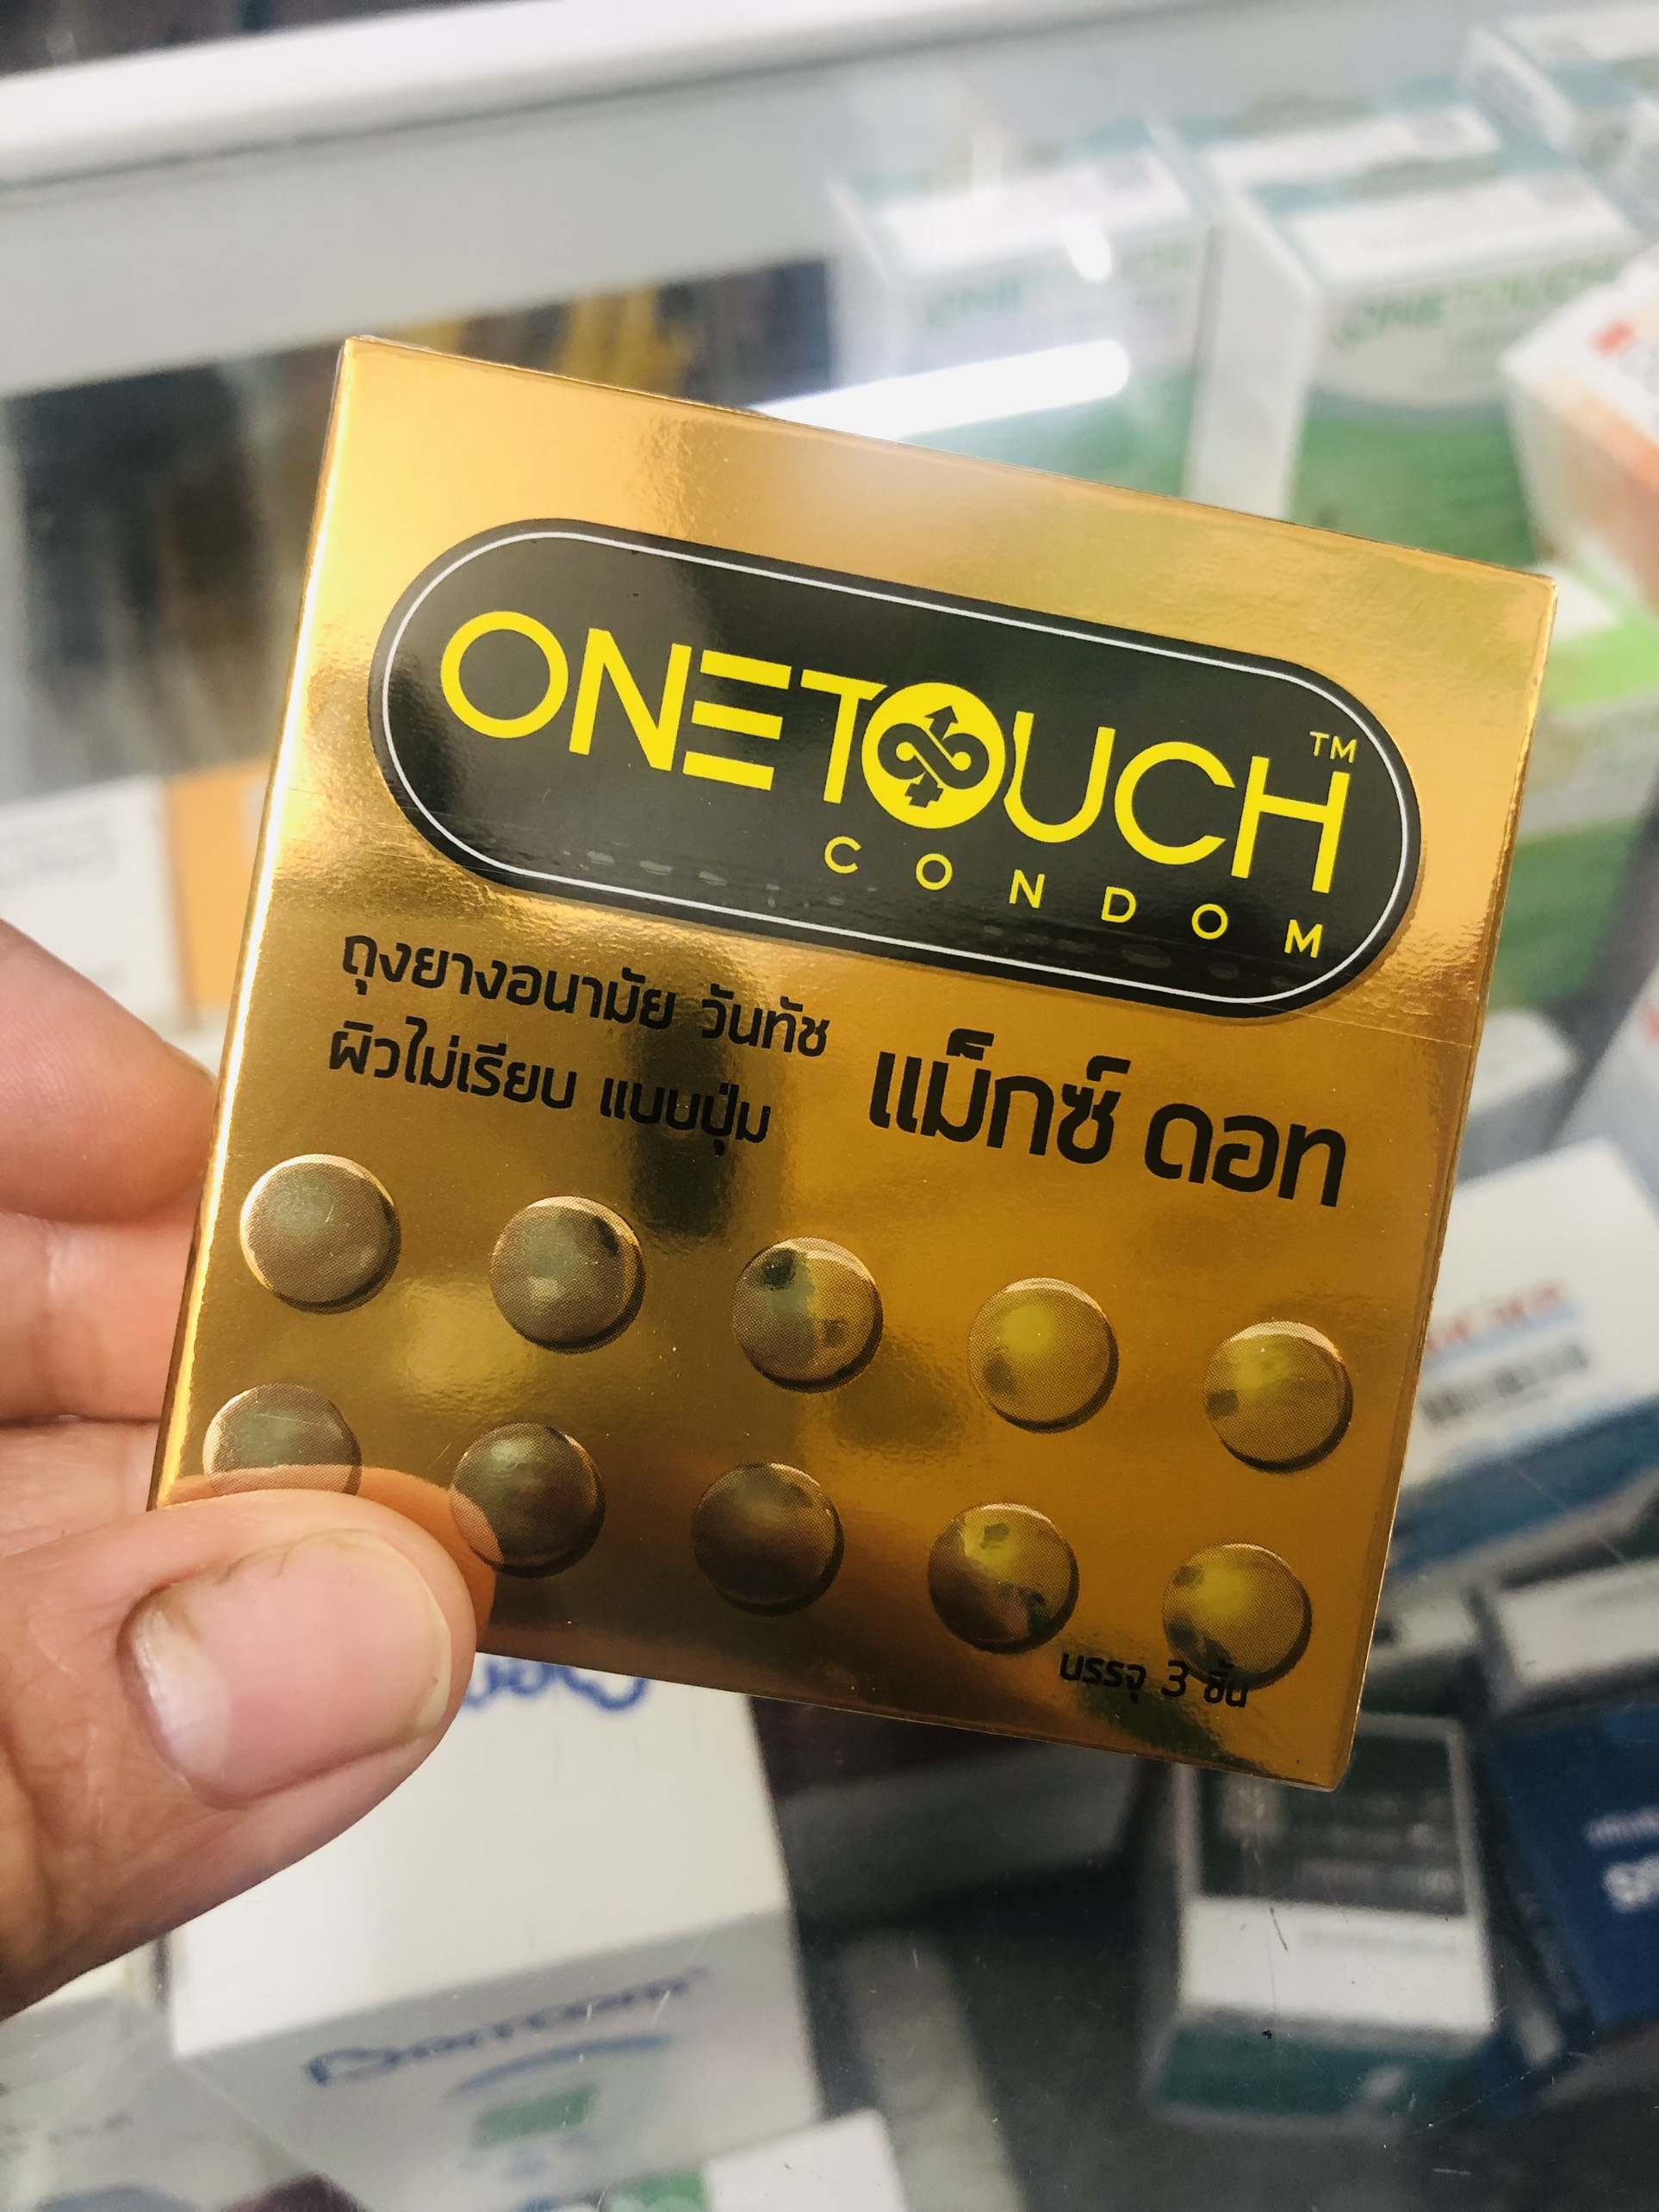 ONETOUCH™
CONDOM
ถุงยางอนามัย วันทัช
ผิวไม่เรียบ แบบปุ่ม
แม็กซ์ ดอท
บรรจุ 3 ชิ้น
ONETOUCH
ONETOUCH